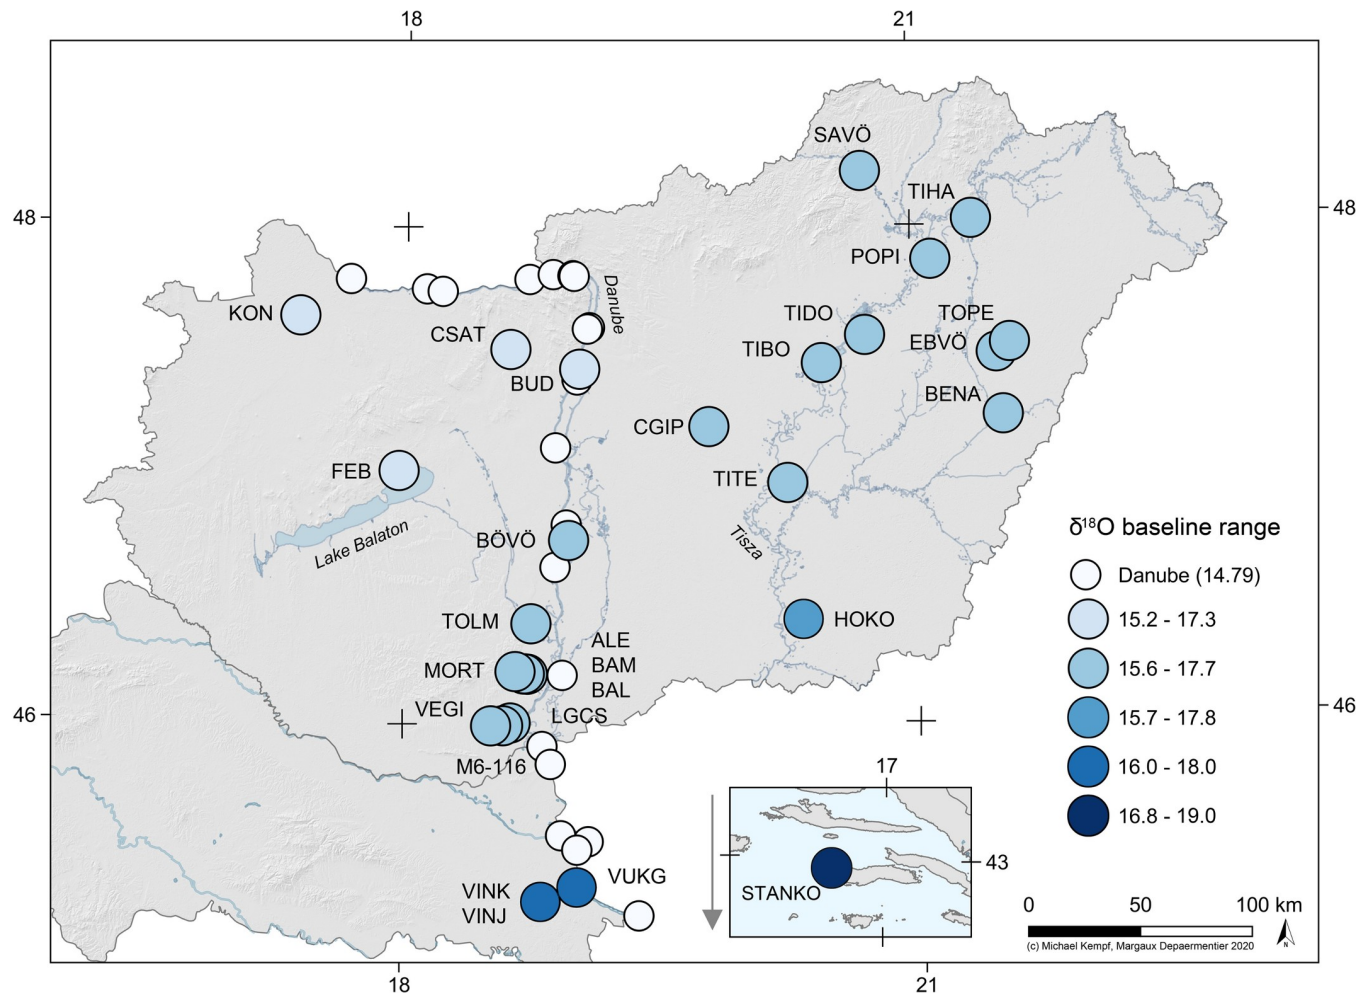 18
21
48
48
SAVÖ
TIHA
POPI
KON
Danube
CSAT
TIDO
TOPE
TIBO
EBVÖ
BUD
BENA
CGIP
FEB
TITE
Lake Balaton
BÖVÖ
Tisza
δ¹⁸O baseline range
Danube (14.79)
15.2 - 17.3
15.6 - 17.7
15.7 - 17.8
16.0 - 18.0
16.8 - 19.0
TOLM
HOKO
ALE
BAM
BAL
MORT
VEGI
LGCS
46
46
M6-116
17
43
STANKO
VUKG
VINK
VINJ
0 50 100 km
(c) Michael Kempf, Margaux Depaermentier 2020
N
18
21